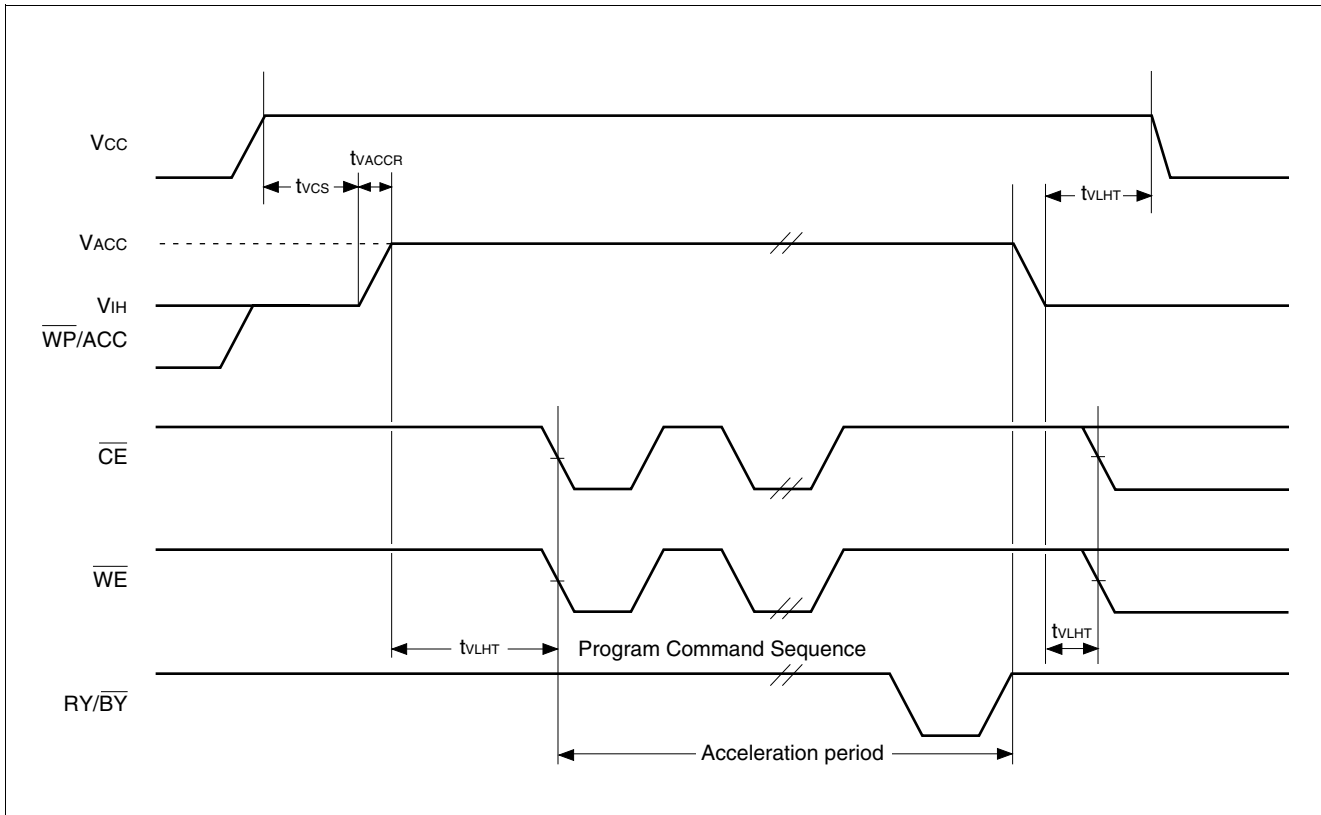 VCC
tVACCR
tVCS
tVLHT
VACC
VIH
WP/ACC
CE
WE
tVLHT
Program Command Sequence
tVLHT
RY/BY
Acceleration period